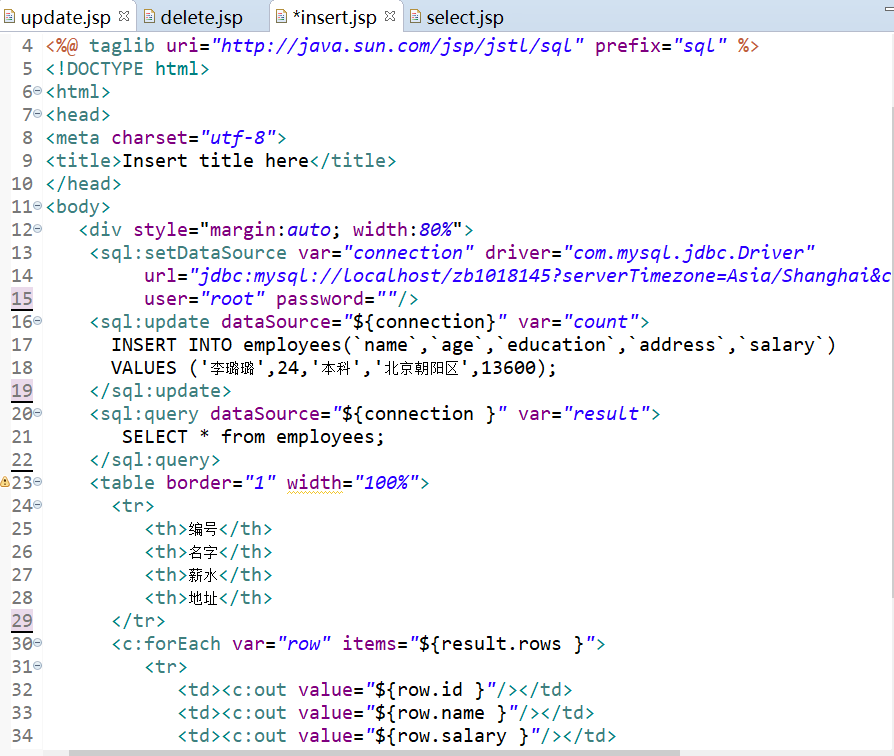 update.jsp delete.jsp *insert.jsp select.jsp
4 <%@ taglib uri="http://java.sun.com/jsp/jstl/sql" prefix="sql" %>
5 <!DOCTYPE html>
6 <html>
7 <head>
8 <meta charset="utf-8">
9 <title>Insert title here</title>
10 </head>
11 <body>
12 <div style="margin:auto; width:80%">
13 <sql:setDataSource var="connection" driver="com.mysql.jdbc.Driver"
14 url="jdbc:mysql://localhost/zb1018145?serverTimezone=Asia/Shanghai&c
15 user="root" password=""/>
16 <sql:update dataSource="${connection}" var="count">
17 INSERT INTO employees(`name`,`age`,`education`,`address`,`salary`)
18 VALUES ('李璐璐',24,'本科','北京朝阳区',13600);
19 </sql:update>
20 <sql:query dataSource="${connection }" var="result">
21 SELECT * from employees;
22 </sql:query>
23 <table border="1" width="100%">
24 <tr>
25 <th>编号</th>
26 <th>名字</th>
27 <th>薪水</th>
28 <th>地址</th>
29 </tr>
30 <c:forEach var="row" items="${result.rows }">
31 <tr>
32 <td><c:out value="${row.id }"/></td>
33 <td><c:out value="${row.name }"/></td>
34 <td><c:out value="${row.salary }"/></td>